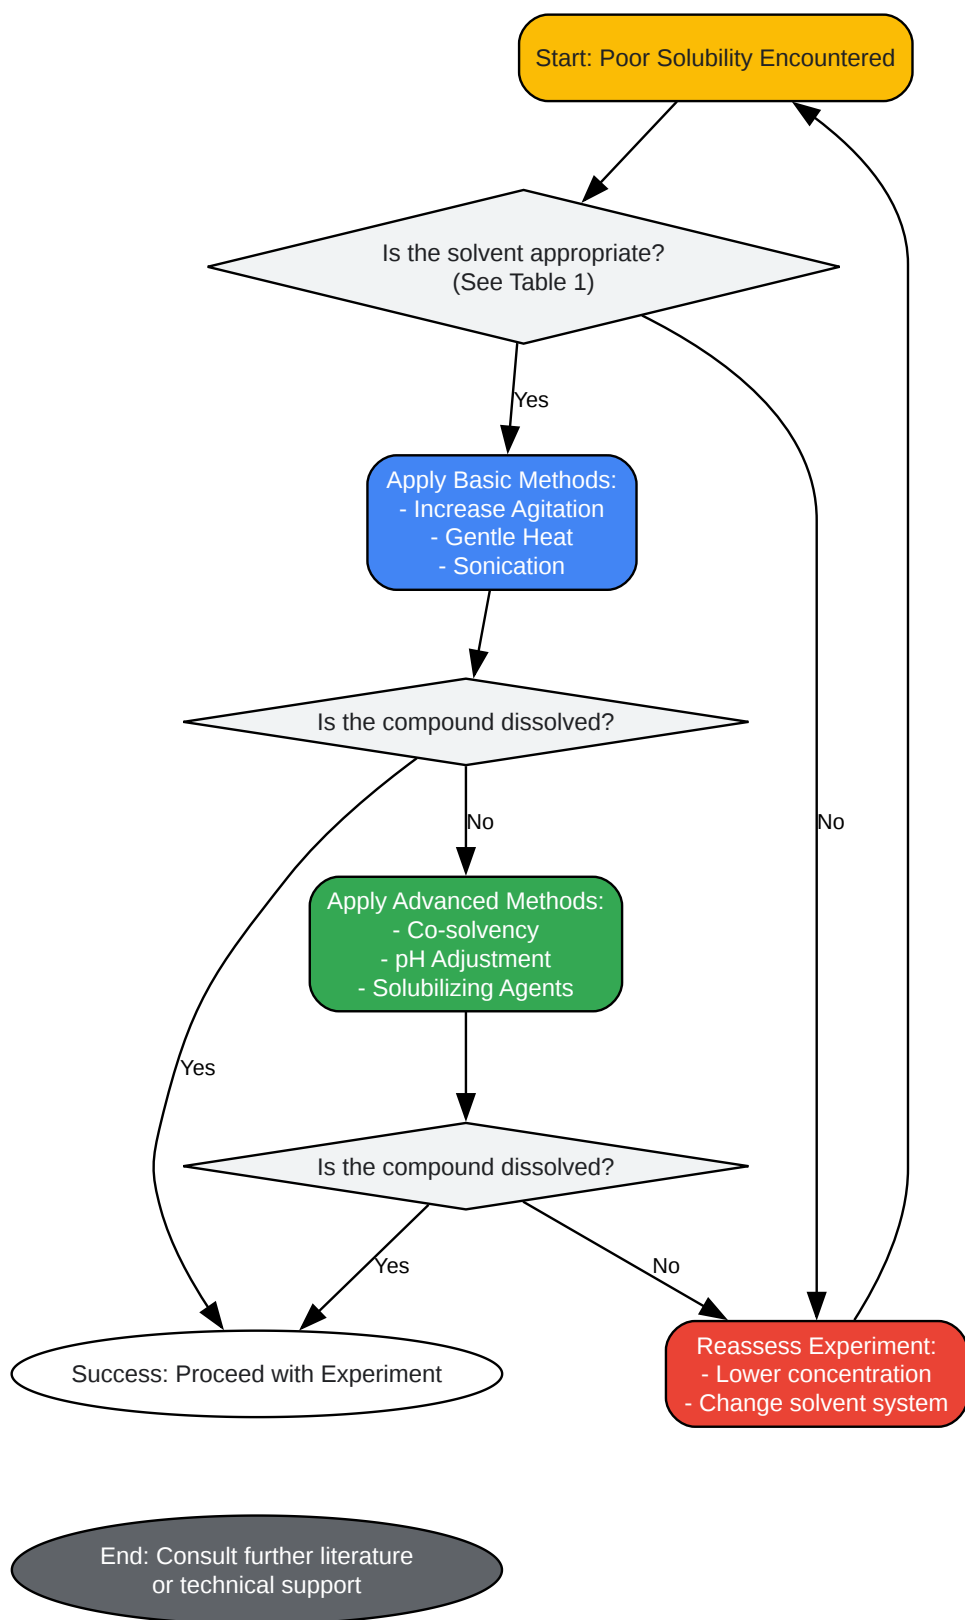 Start: Poor Solubility Encountered
Is the solvent appropriate?
(See Table 1)
Yes
Apply Basic Methods:
- Increase Agitation
- Gentle Heat
- Sonication
Is the compound dissolved?
No
No
Apply Advanced Methods:
- Co-solvency
- pH Adjustment
- Solubilizing Agents
Yes
Is the compound dissolved?
Yes
No
Success: Proceed with Experiment
Reassess Experiment:
- Lower concentration
- Change solvent system
End: Consult further literature
or technical support